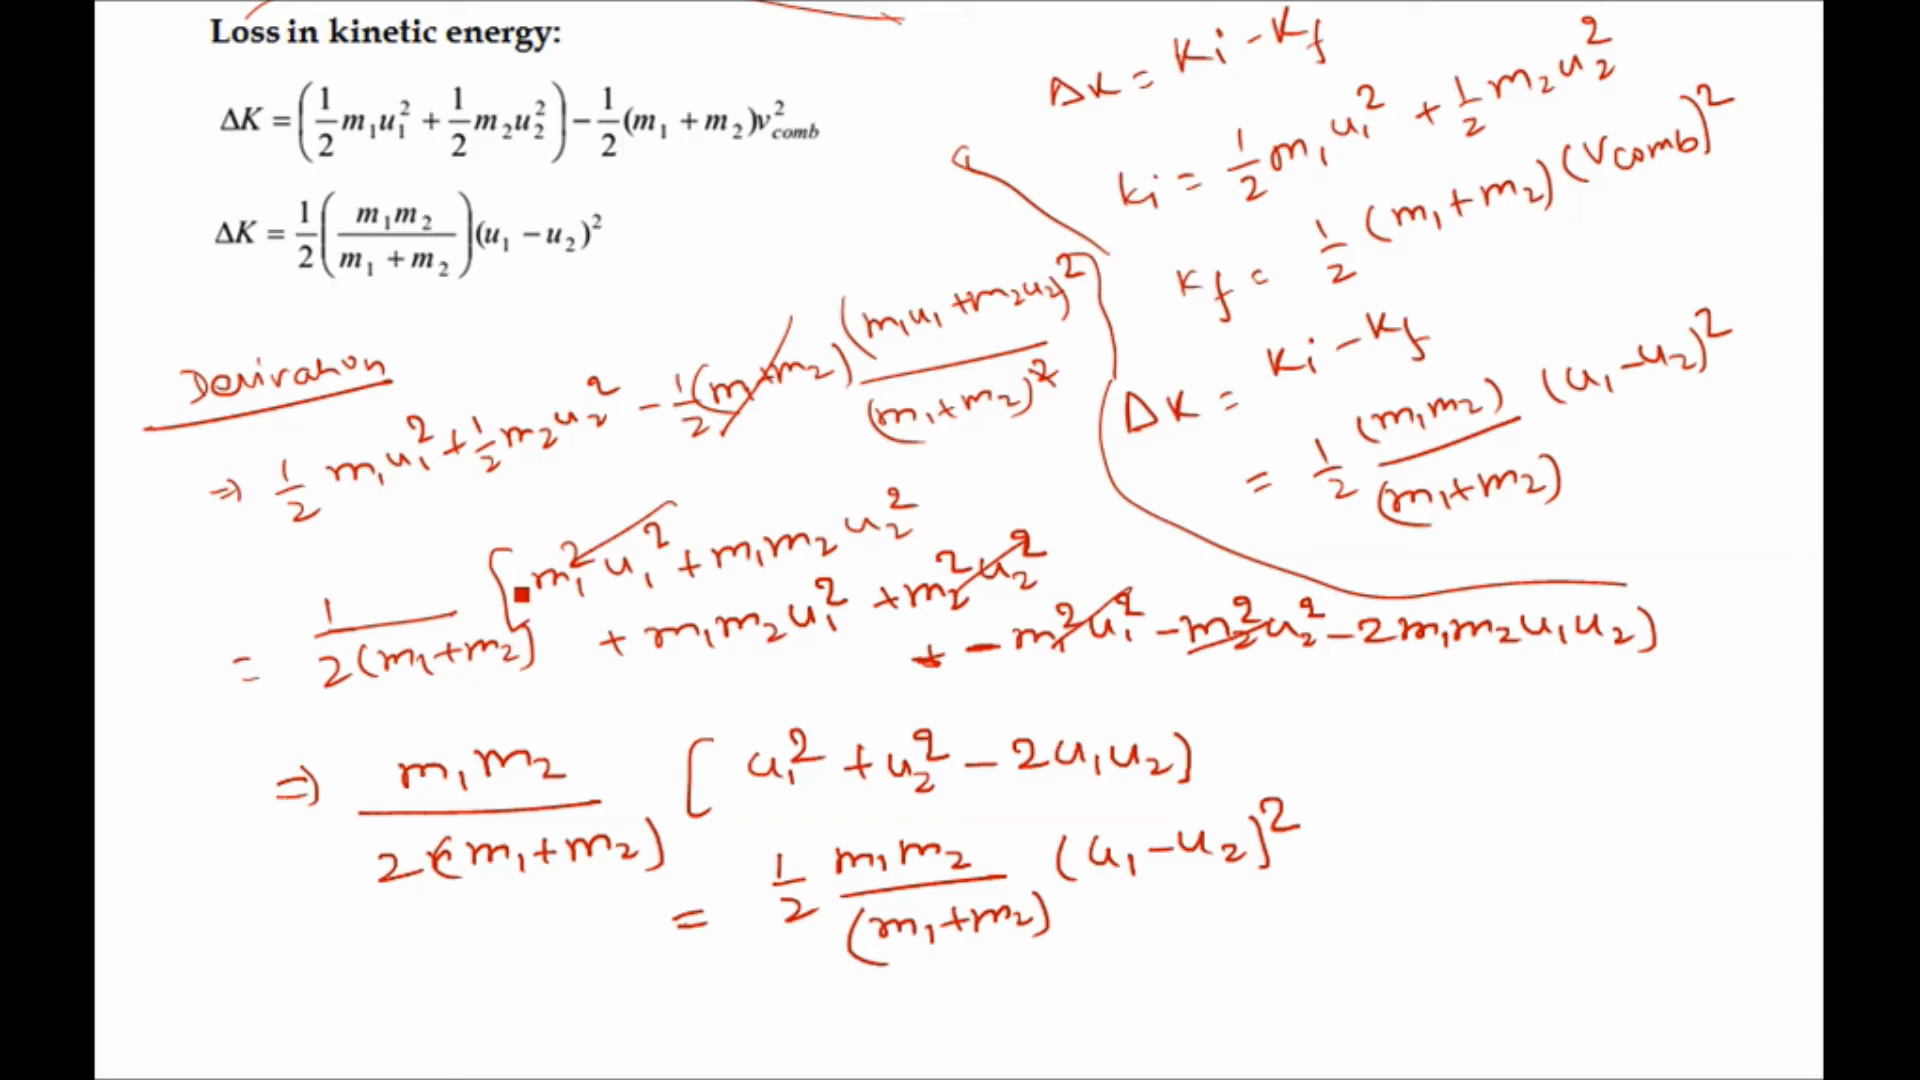 Loss in kinetic energy:
ΔK = (1/2 m₁u₁² + 1/2 m₂u₂²) − 1/2 (m₁ + m₂)v²comb
ΔK = 1/2 (m₁m₂ / (m₁ + m₂)) (u₁ − u₂)²
ΔK = Ki − Kf
Ki = 1/2 m₁u₁² + 1/2 m₂u₂²
Kf = 1/2 (m₁+m₂)(Vcomb)²
ΔK = Ki − Kf
= 1/2 (m₁m₂)/(m₁+m₂) (u₁−u₂)²
Derivation
⇒ 1/2 m₁u₁² + 1/2 m₂u₂² − 1/2 (m₁+m₂) (m₁u₁+m₂u₂)²/(m₁+m₂)²
= 1/2(m₁+m₂) [m₁²u₁² + m₁m₂u₂²
+ m₁m₂u₁² + m₂²u₂²
− m₁²u₁² − m₂²u₂² − 2m₁m₂u₁u₂]
⇒ m₁m₂/2(m₁+m₂) [u₁² + u₂² − 2u₁u₂]
= 1/2 m₁m₂/(m₁+m₂) (u₁−u₂)²